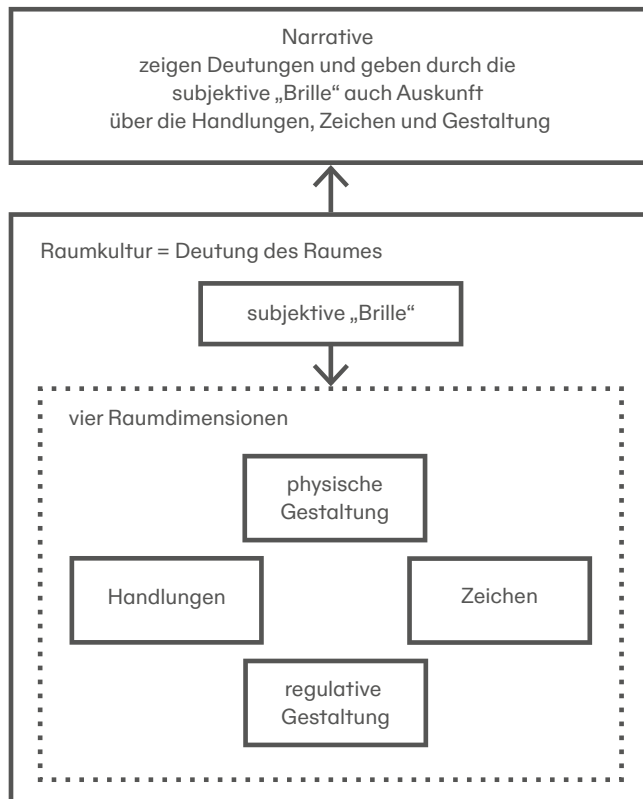 Narrative
zeigen Deutungen und geben durch die
subjektive „Brille“ auch Auskunft
über die Handlungen, Zeichen und Gestaltung
Raumkultur = Deutung des Raumes
subjektive „Brille“
vier Raumdimensionen
physische
Gestaltung
Handlungen
Zeichen
regulative
Gestaltung